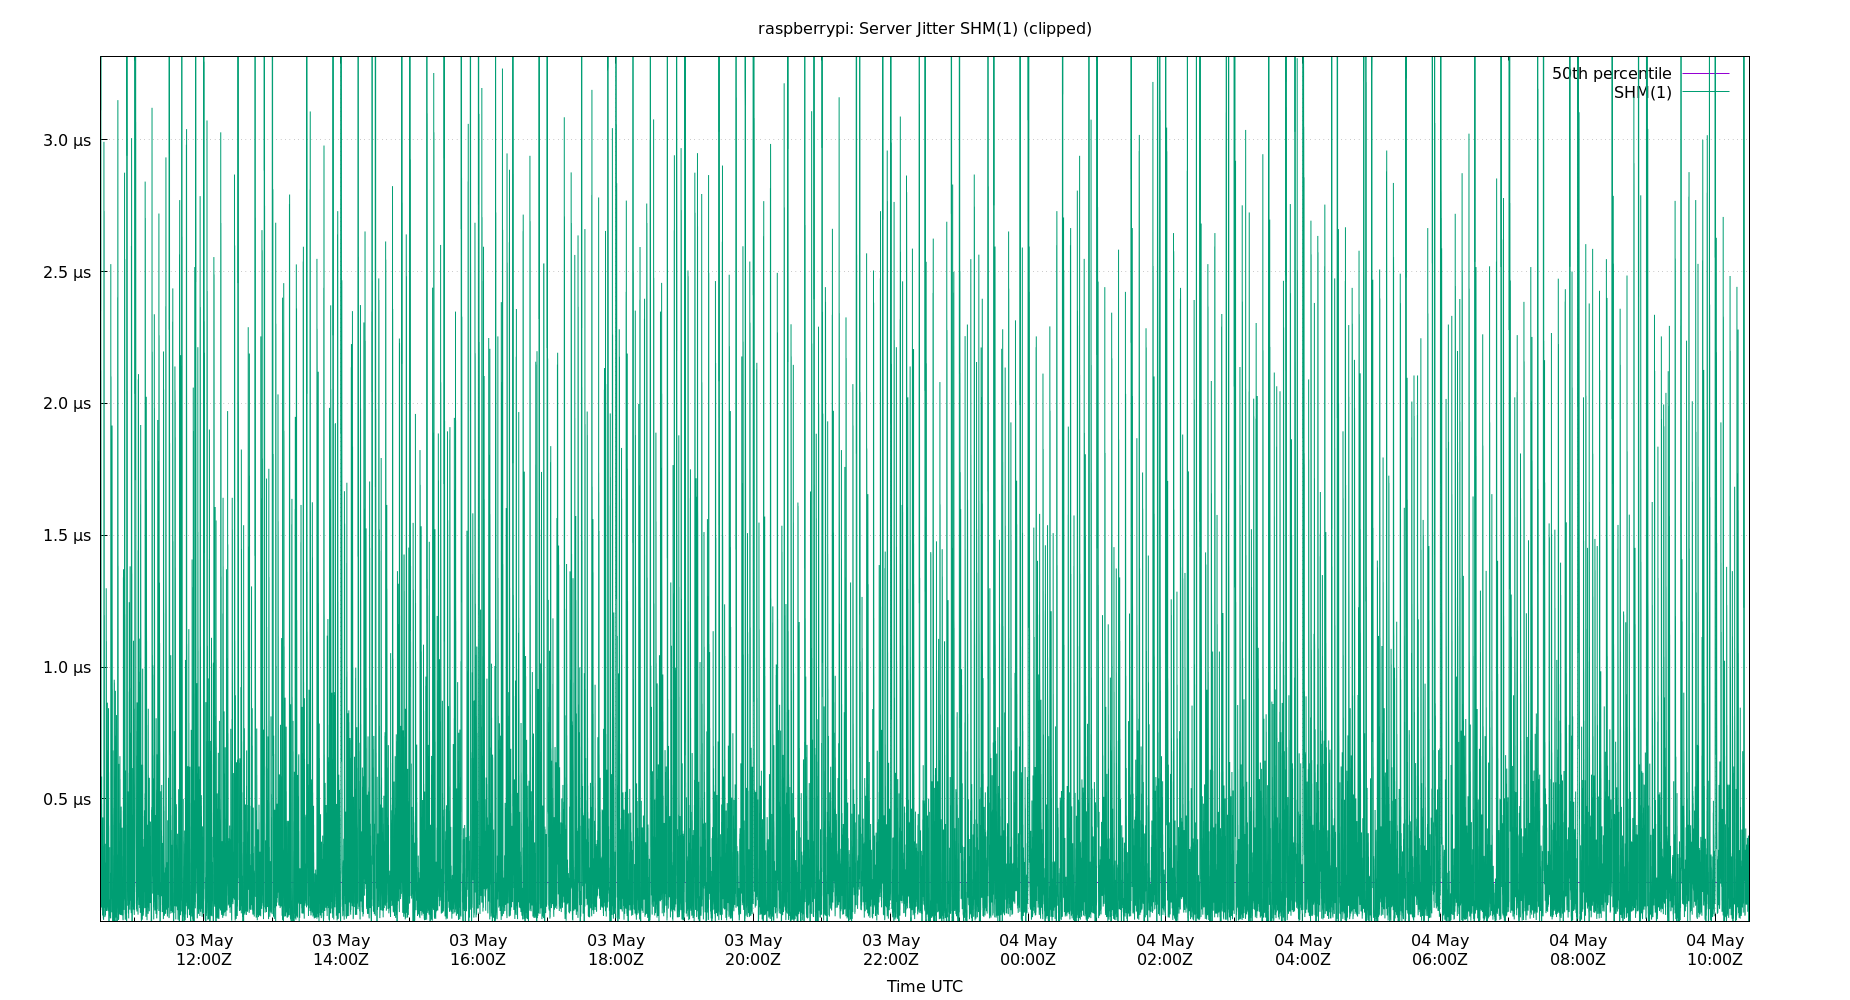 raspberrypi: Server Jitter SHM(1) (clipped)
50th percentile
SHM(1)
3.0 µs
2.5 µs
2.0 µs
1.5 µs
1.0 µs
0.5 µs
03 May 03 May 03 May 03 May 03 May 03 May 04 May 04 May 04 May 04 May 04 May 04 May
12:00Z 14:00Z 16:00Z 18:00Z 20:00Z 22:00Z 00:00Z 02:00Z 04:00Z 06:00Z 08:00Z 10:00Z
Time UTC